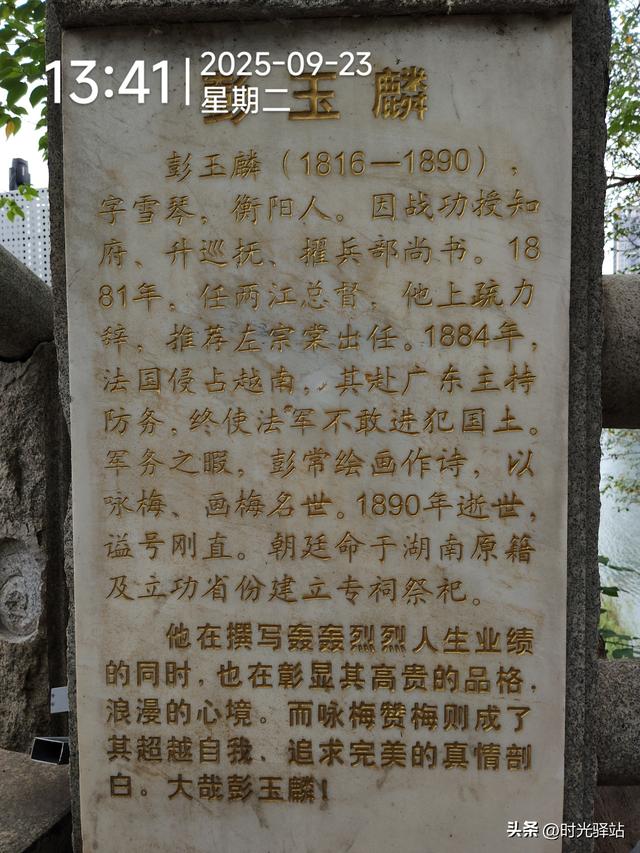 13:41
2025-09-23
星期二
彭玉麟
彭玉麟（1816—1890），
字雪琴，衡阳人。因战功授知
府、升巡抚、擢兵部尚书。18
81年，任两江总督，他上疏力
辞，推荐左宗棠出任。1884年，
法国侵占越南，其赴广东主持
防务，终使法军不敢进犯国土。
军务之暇，彭常绘画作诗，以
咏梅、画梅名世。1890年逝世，
谥号刚直。朝廷命于湖南原籍
及立功省份建立专祠祭祀。
他在撰写轰轰烈烈人生业绩
的同时，也在彰显其高贵的品格，
浪漫的心境。而咏梅赞梅则成了
其超越自我、追求完美的真情剖
白。大哉彭玉麟！
头条 @时光驿站